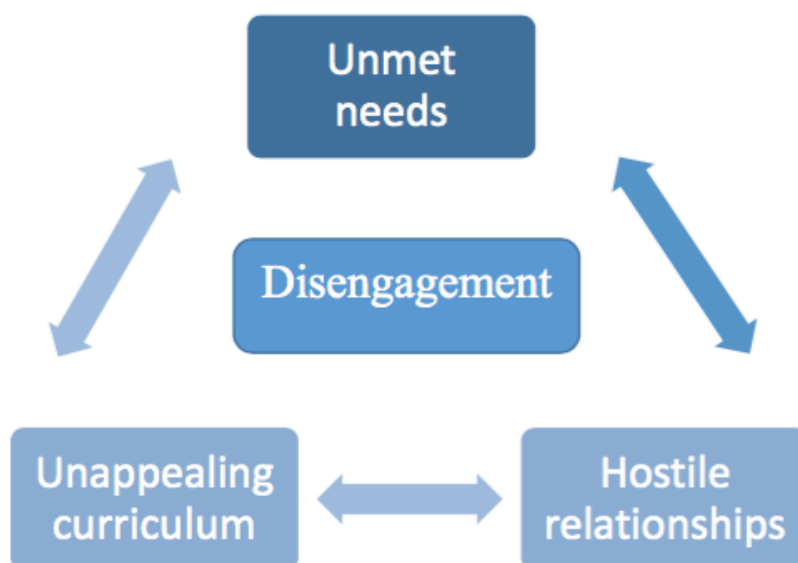 Unmet
needs
Disengagement
Unappealing
curriculum
Hostile
relationships